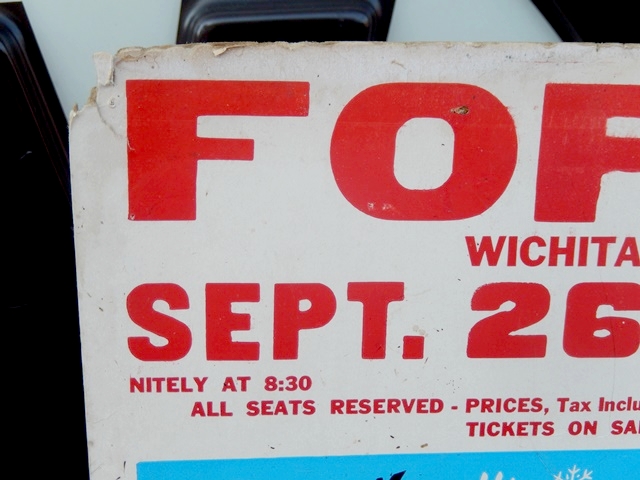 FOR
WICHITA
SEPT. 26
NITELY AT 8:30
ALL SEATS RESERVED - PRICES, Tax Inclu
TICKETS ON SA